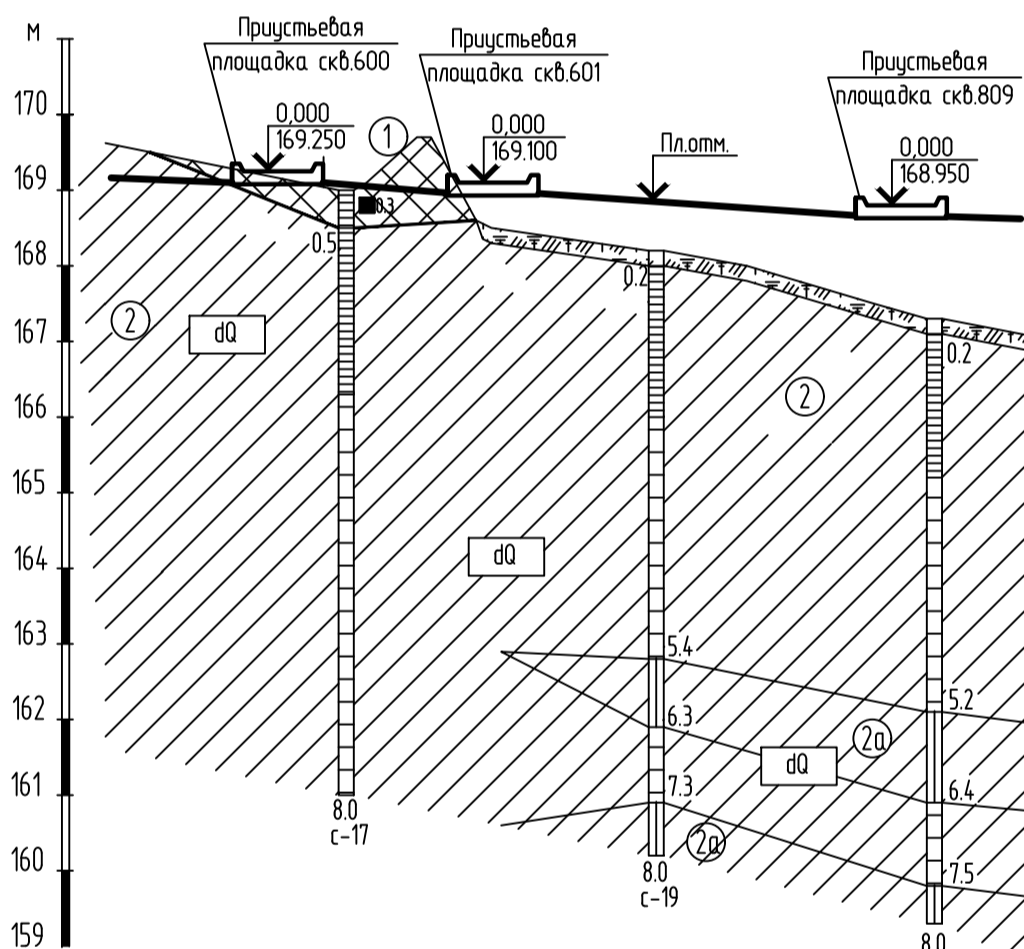 м
Приустьевая
площадка скв.600
Приустьевая
площадка скв.601
Приустьевая
площадка скв.809
0,000
169.250
0,000
169.100
Пл.отм.
0,000
168.950
1
0.3
0.5
0.2
0.2
2
dQ
2
dQ
5.4
6.3
7.3
5.2
2а
dQ
6.4
2а
7.5
8.0
с-17
8.0
с-19
8.0
170
169
168
167
166
165
164
163
162
161
160
159